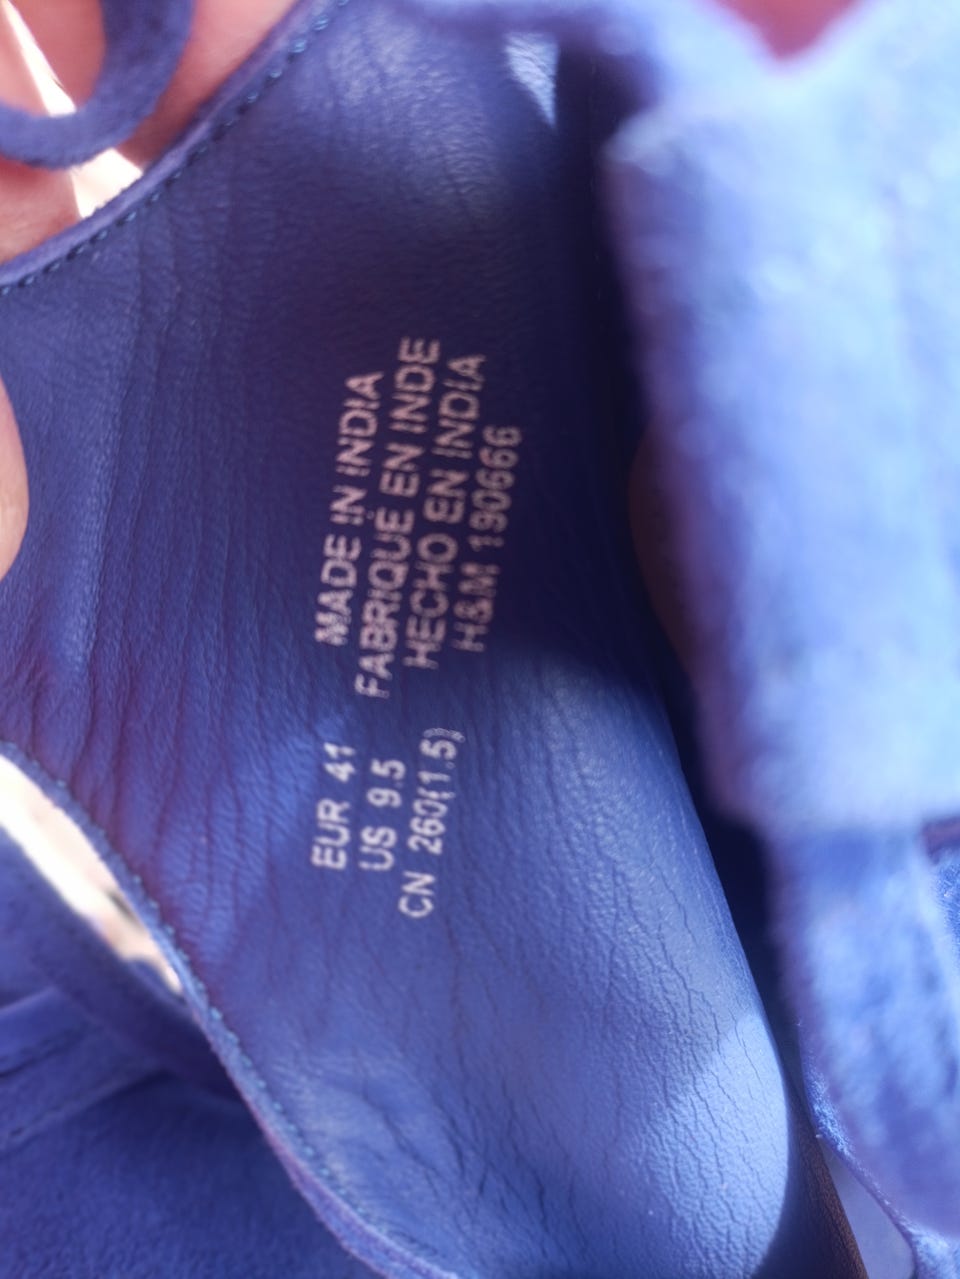 MADE IN INDIA
FABRIQUÉ EN INDE
HECHO EN INDIA
H&M 190666
EUR 41
US 9.5
CN 260(1.5)